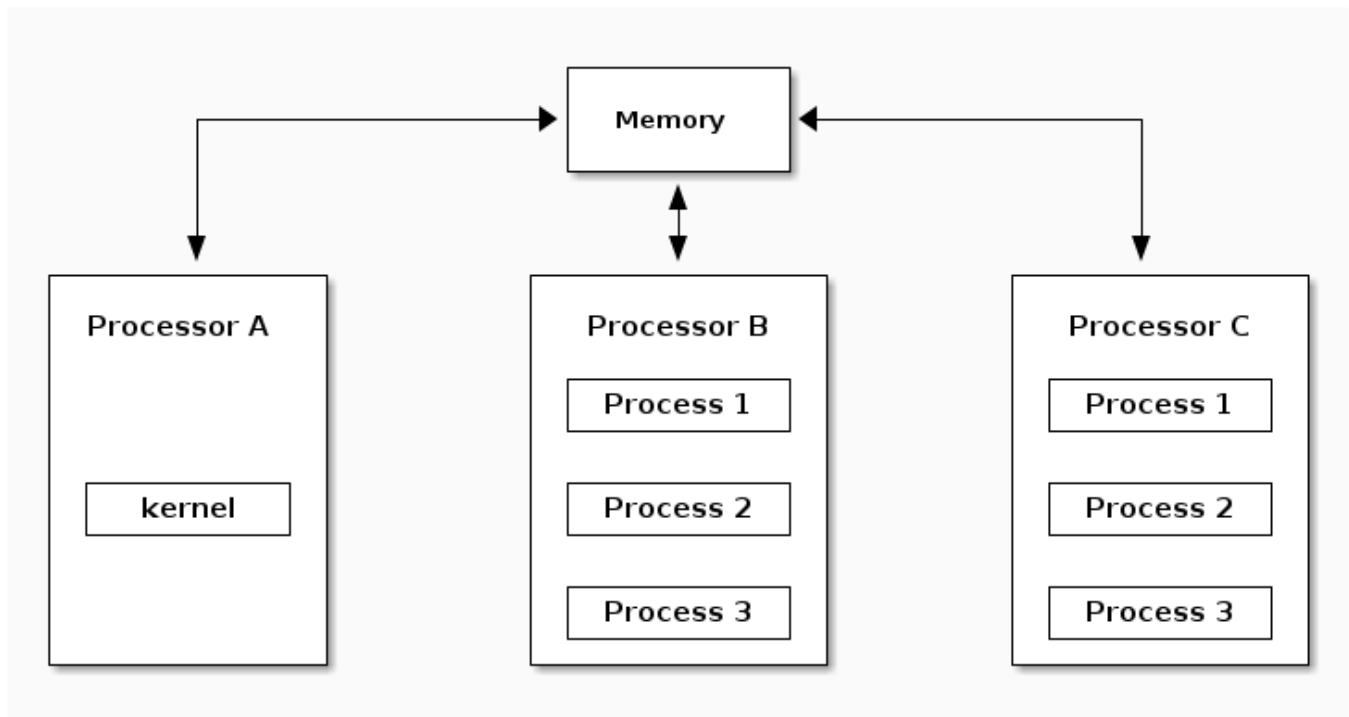 Memory
Processor A
kernel
Processor B
Process 1
Process 2
Process 3
Processor C
Process 1
Process 2
Process 3